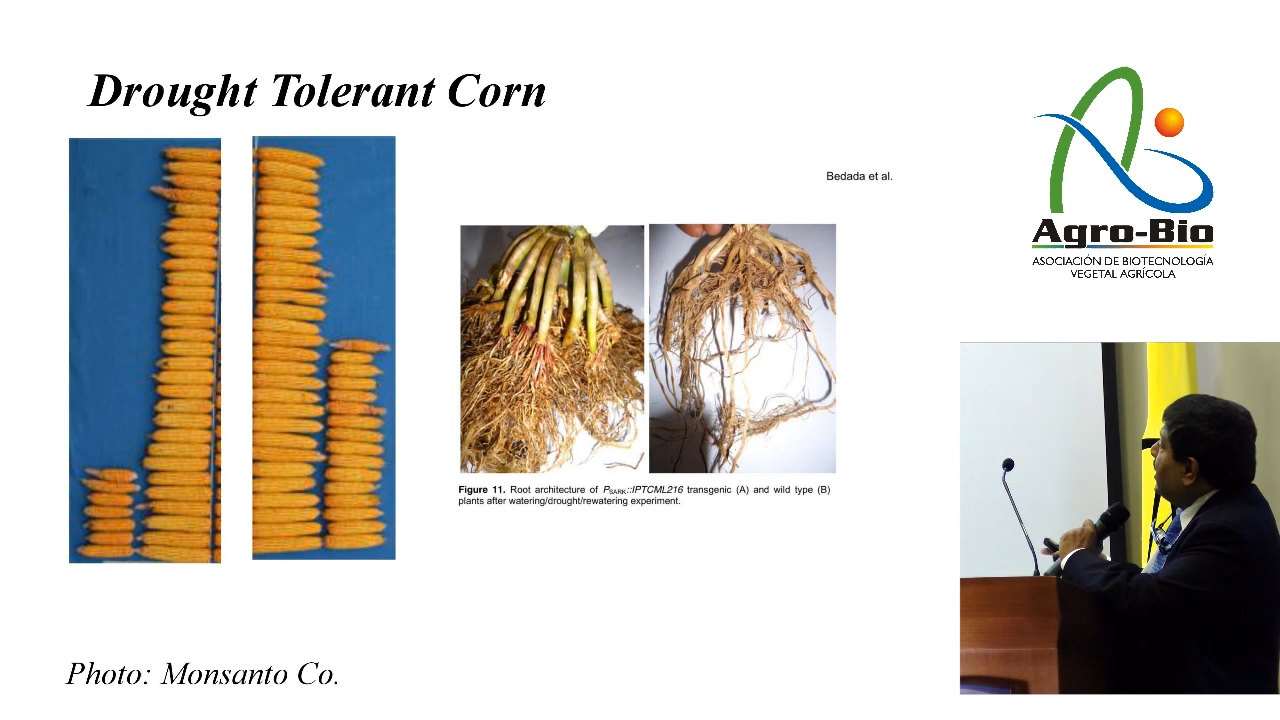 Drought Tolerant Corn
Bedada et al.
Figure 11. Root architecture of PSARK::IPTCML216 transgenic (A) and wild type (B)
plants after watering/drought/rewatering experiment.
Photo: Monsanto Co.
Agro-Bio
ASOCIACIÓN DE BIOTECNOLOGÍA
VEGETAL AGRÍCOLA